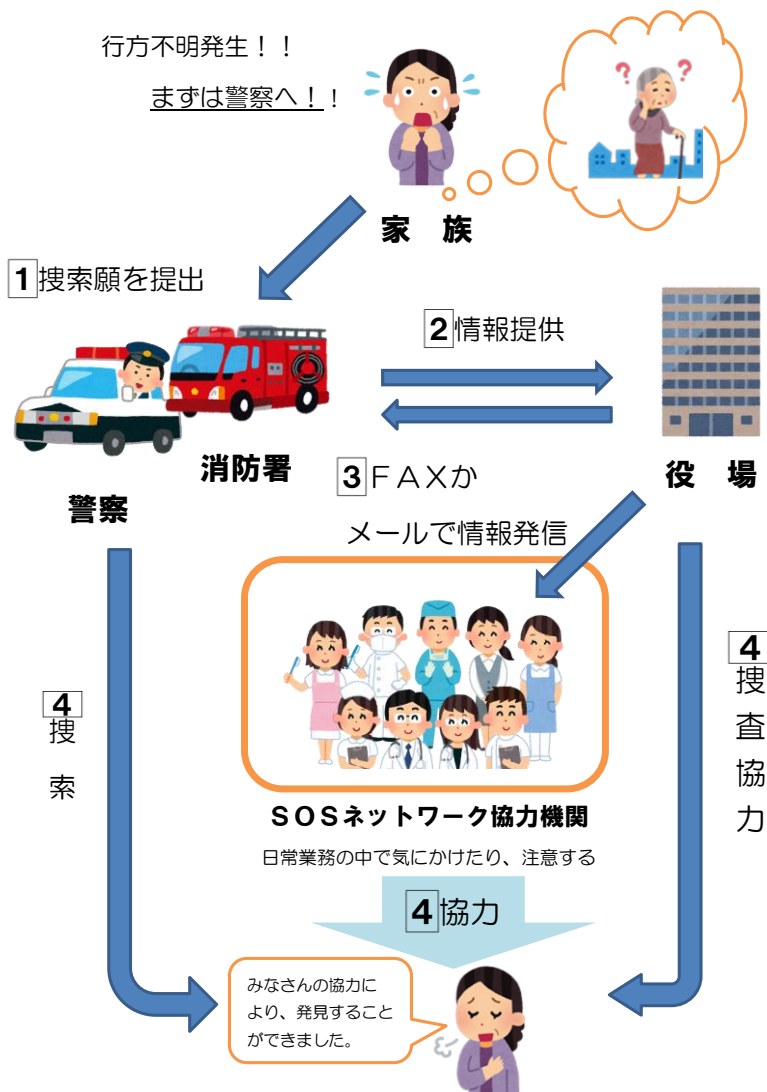 行方不明発生！！
まずは警察へ！！
？ ？
家　族
1 捜索願を提出
2 情報提供
消防署
警察
役　場
3 ＦＡＸか
メールで情報発信
4 捜索
4 捜査協力
ＳＯＳネットワーク協力機関
日常業務の中で気にかけたり、注意する
4 協力
みなさんの協力に
より、発見すること
ができました。